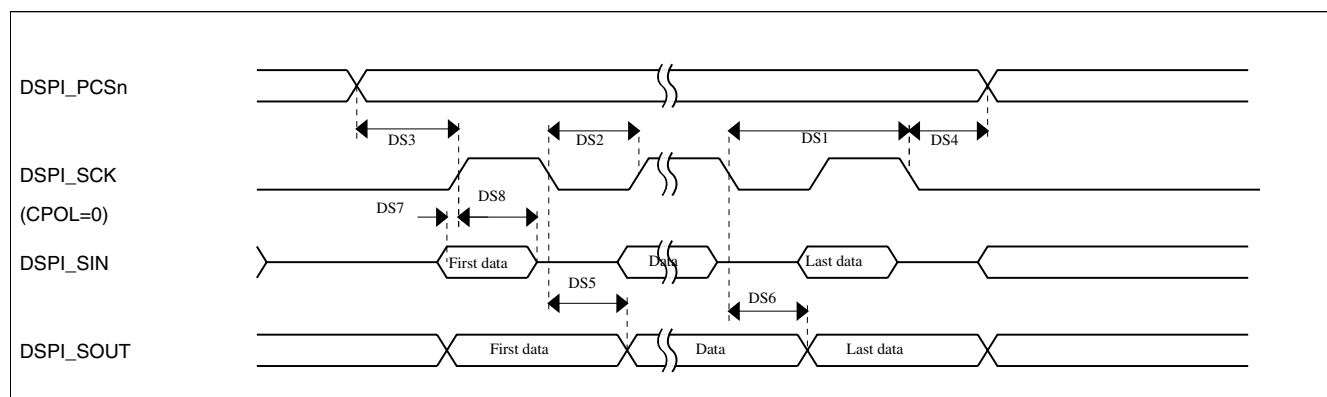 DSPI_PCSn
DS3
DS2
DS1
DS4
DSPI_SCK
(CPOL=0)
DS7
DS8
DSPI_SIN
First data
Data
Last data
DS5
DS6
DSPI_SOUT
First data
Data
Last data